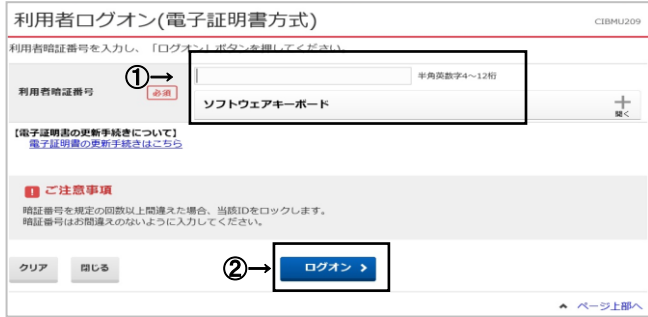 利用者ログオン(電子証明書方式)
CIBMU209
利用者暗証番号を入力し、「ログオン」ボタンを押してください。
①→
半角英数字4～12桁
利用者暗証番号
必須
ソフトウェアキーボード
開く
【電子証明書の更新手続きについて】
電子証明書の更新手続きはこちら
ご注意事項
暗証番号を規定の回数以上間違えた場合、当該IDをロックします。
暗証番号はお間違えのないように入力してください。
クリア
閉じる
②→
ログオン
ページ上部へ